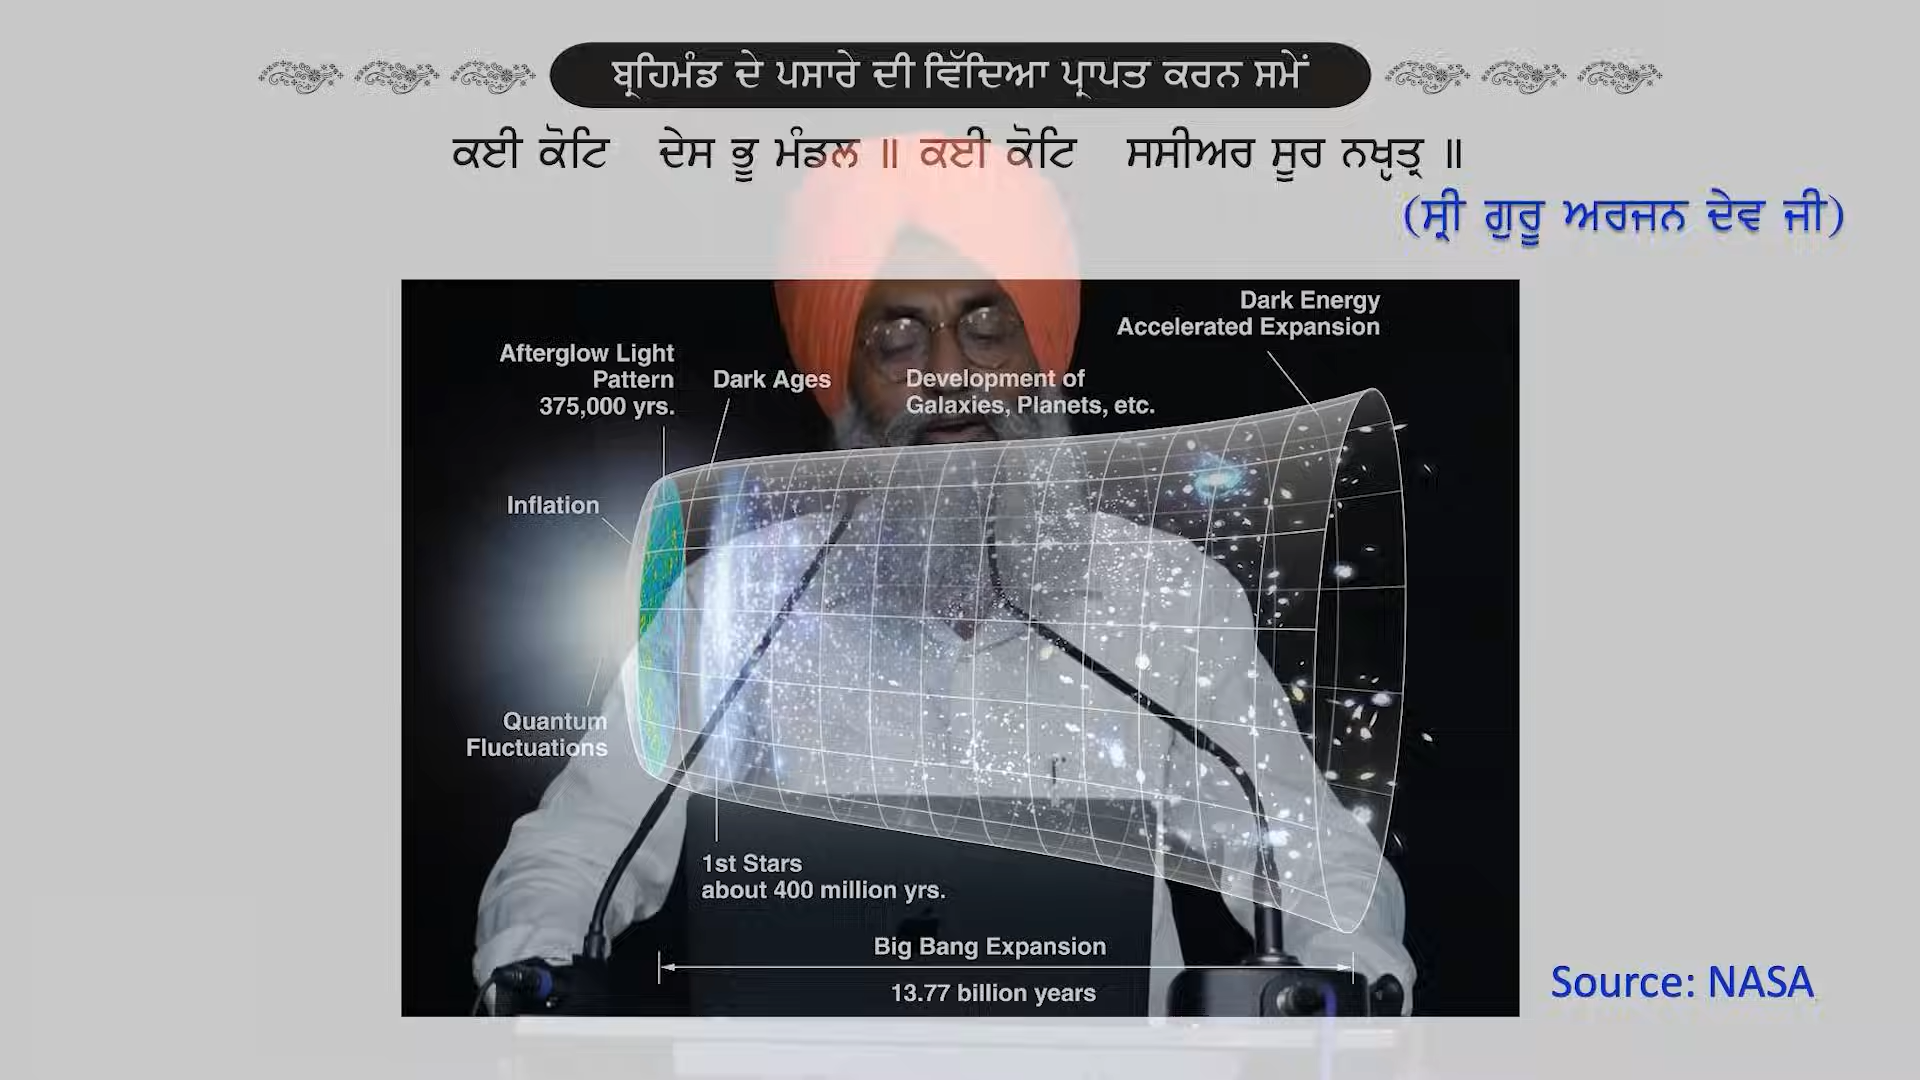 ਬ੍ਰਹਿਮੰਡ ਦੇ ਪਸਾਰੇ ਦੀ ਵਿੱਦਿਆ ਪ੍ਰਾਪਤ ਕਰਨ ਸਮੇਂ
ਕਈ ਕੋਟਿ ਦੇਸ ਭੂ ਮੰਡਲ ॥ ਕਈ ਕੋਟਿ ਸਸੀਅਰ ਸੂਰ ਨਖੵਤ੍ਰ ॥
(ਸ੍ਰੀ ਗੁਰੂ ਅਰਜਨ ਦੇਵ ਜੀ)
Dark Energy
Accelerated Expansion
Afterglow Light
Pattern
375,000 yrs.
Dark Ages
Development of
Galaxies, Planets, etc.
Inflation
Quantum
Fluctuations
1st Stars
about 400 million yrs.
Big Bang Expansion
13.77 billion years
Source: NASA